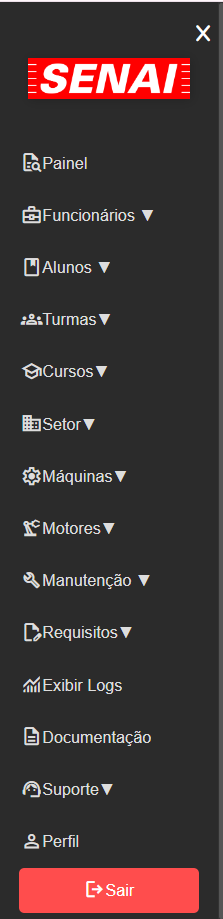 SENAI
Painel
Funcionários ▼
Alunos ▼
Turmas▼
Cursos▼
Setor▼
Máquinas▼
Motores▼
Manutenção ▼
Requisitos▼
Exibir Logs
Documentação
Suporte▼
Perfil
Sair